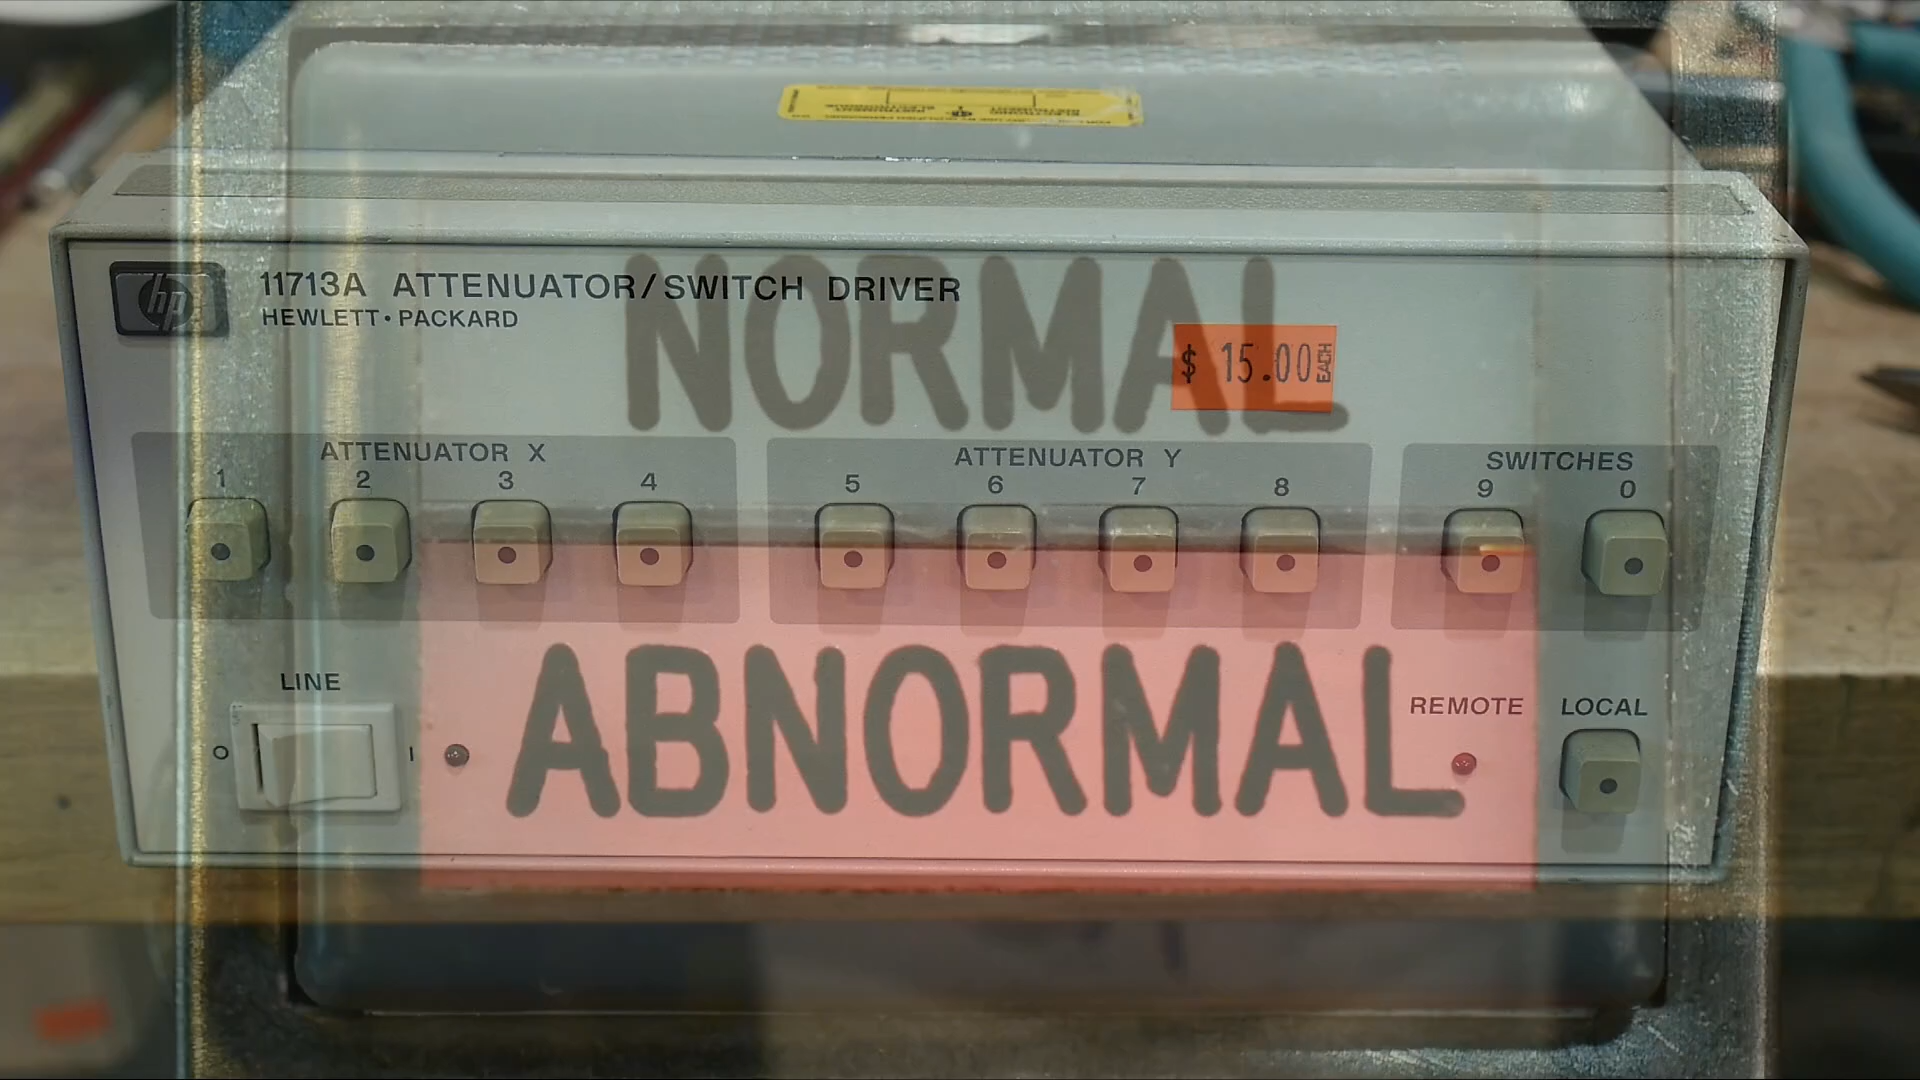 hp
11713A ATTENUATOR/SWITCH DRIVER
HEWLETT•PACKARD
NORMAL
$ 15.00 EACH
ATTENUATOR X
1 2 3 4
ATTENUATOR Y
5 6 7 8
SWITCHES
9 0
ABNORMAL
LINE
O I
REMOTE
LOCAL